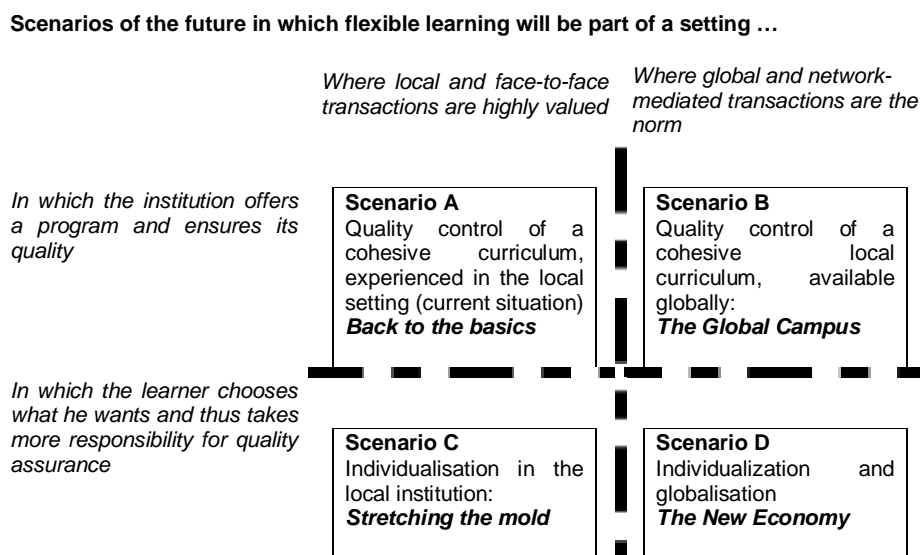 Scenarios of the future in which flexible learning will be part of a setting …
Where local and face-to-face
transactions are highly valued
Where global and network-
mediated transactions are the
norm
In which the institution offers
a program and ensures its
quality
Scenario A
Quality control of a
cohesive curriculum,
experienced in the local
setting (current situation)
Back to the basics
Scenario B
Quality control of a
cohesive local
curriculum, available
globally:
The Global Campus
In which the learner chooses
what he wants and thus takes
more responsibility for quality
assurance
Scenario C
Individualisation in the
local institution:
Stretching the mold
Scenario D
Individualization and
globalisation
The New Economy